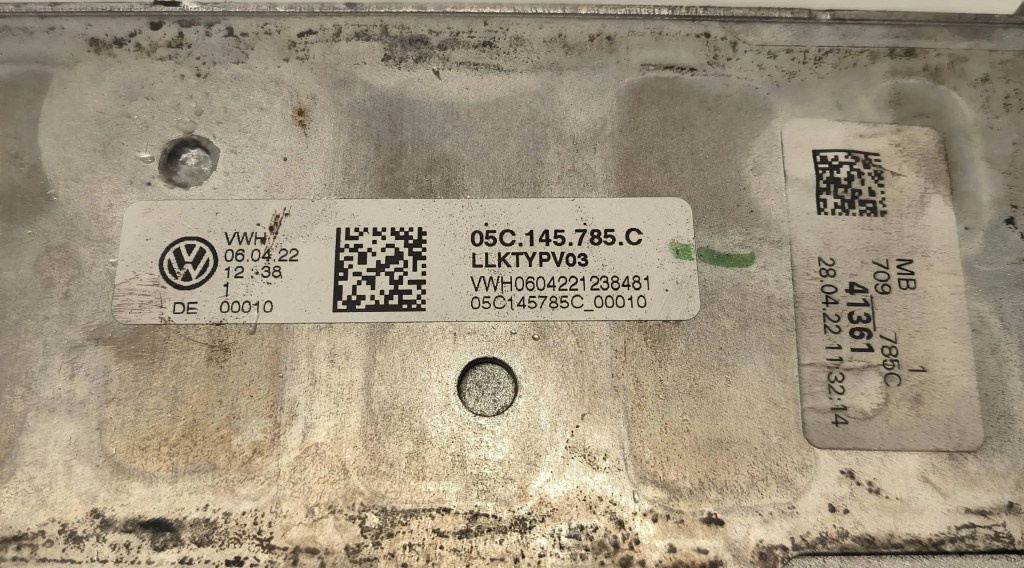 VWH
06.04.22
12:38
1
DE 00010
05C.145.785.C
LLKTYPV03
VWH0604221238481
05C145785C_00010
MB 1
709 785C
41361
28.04.22 11:32:14